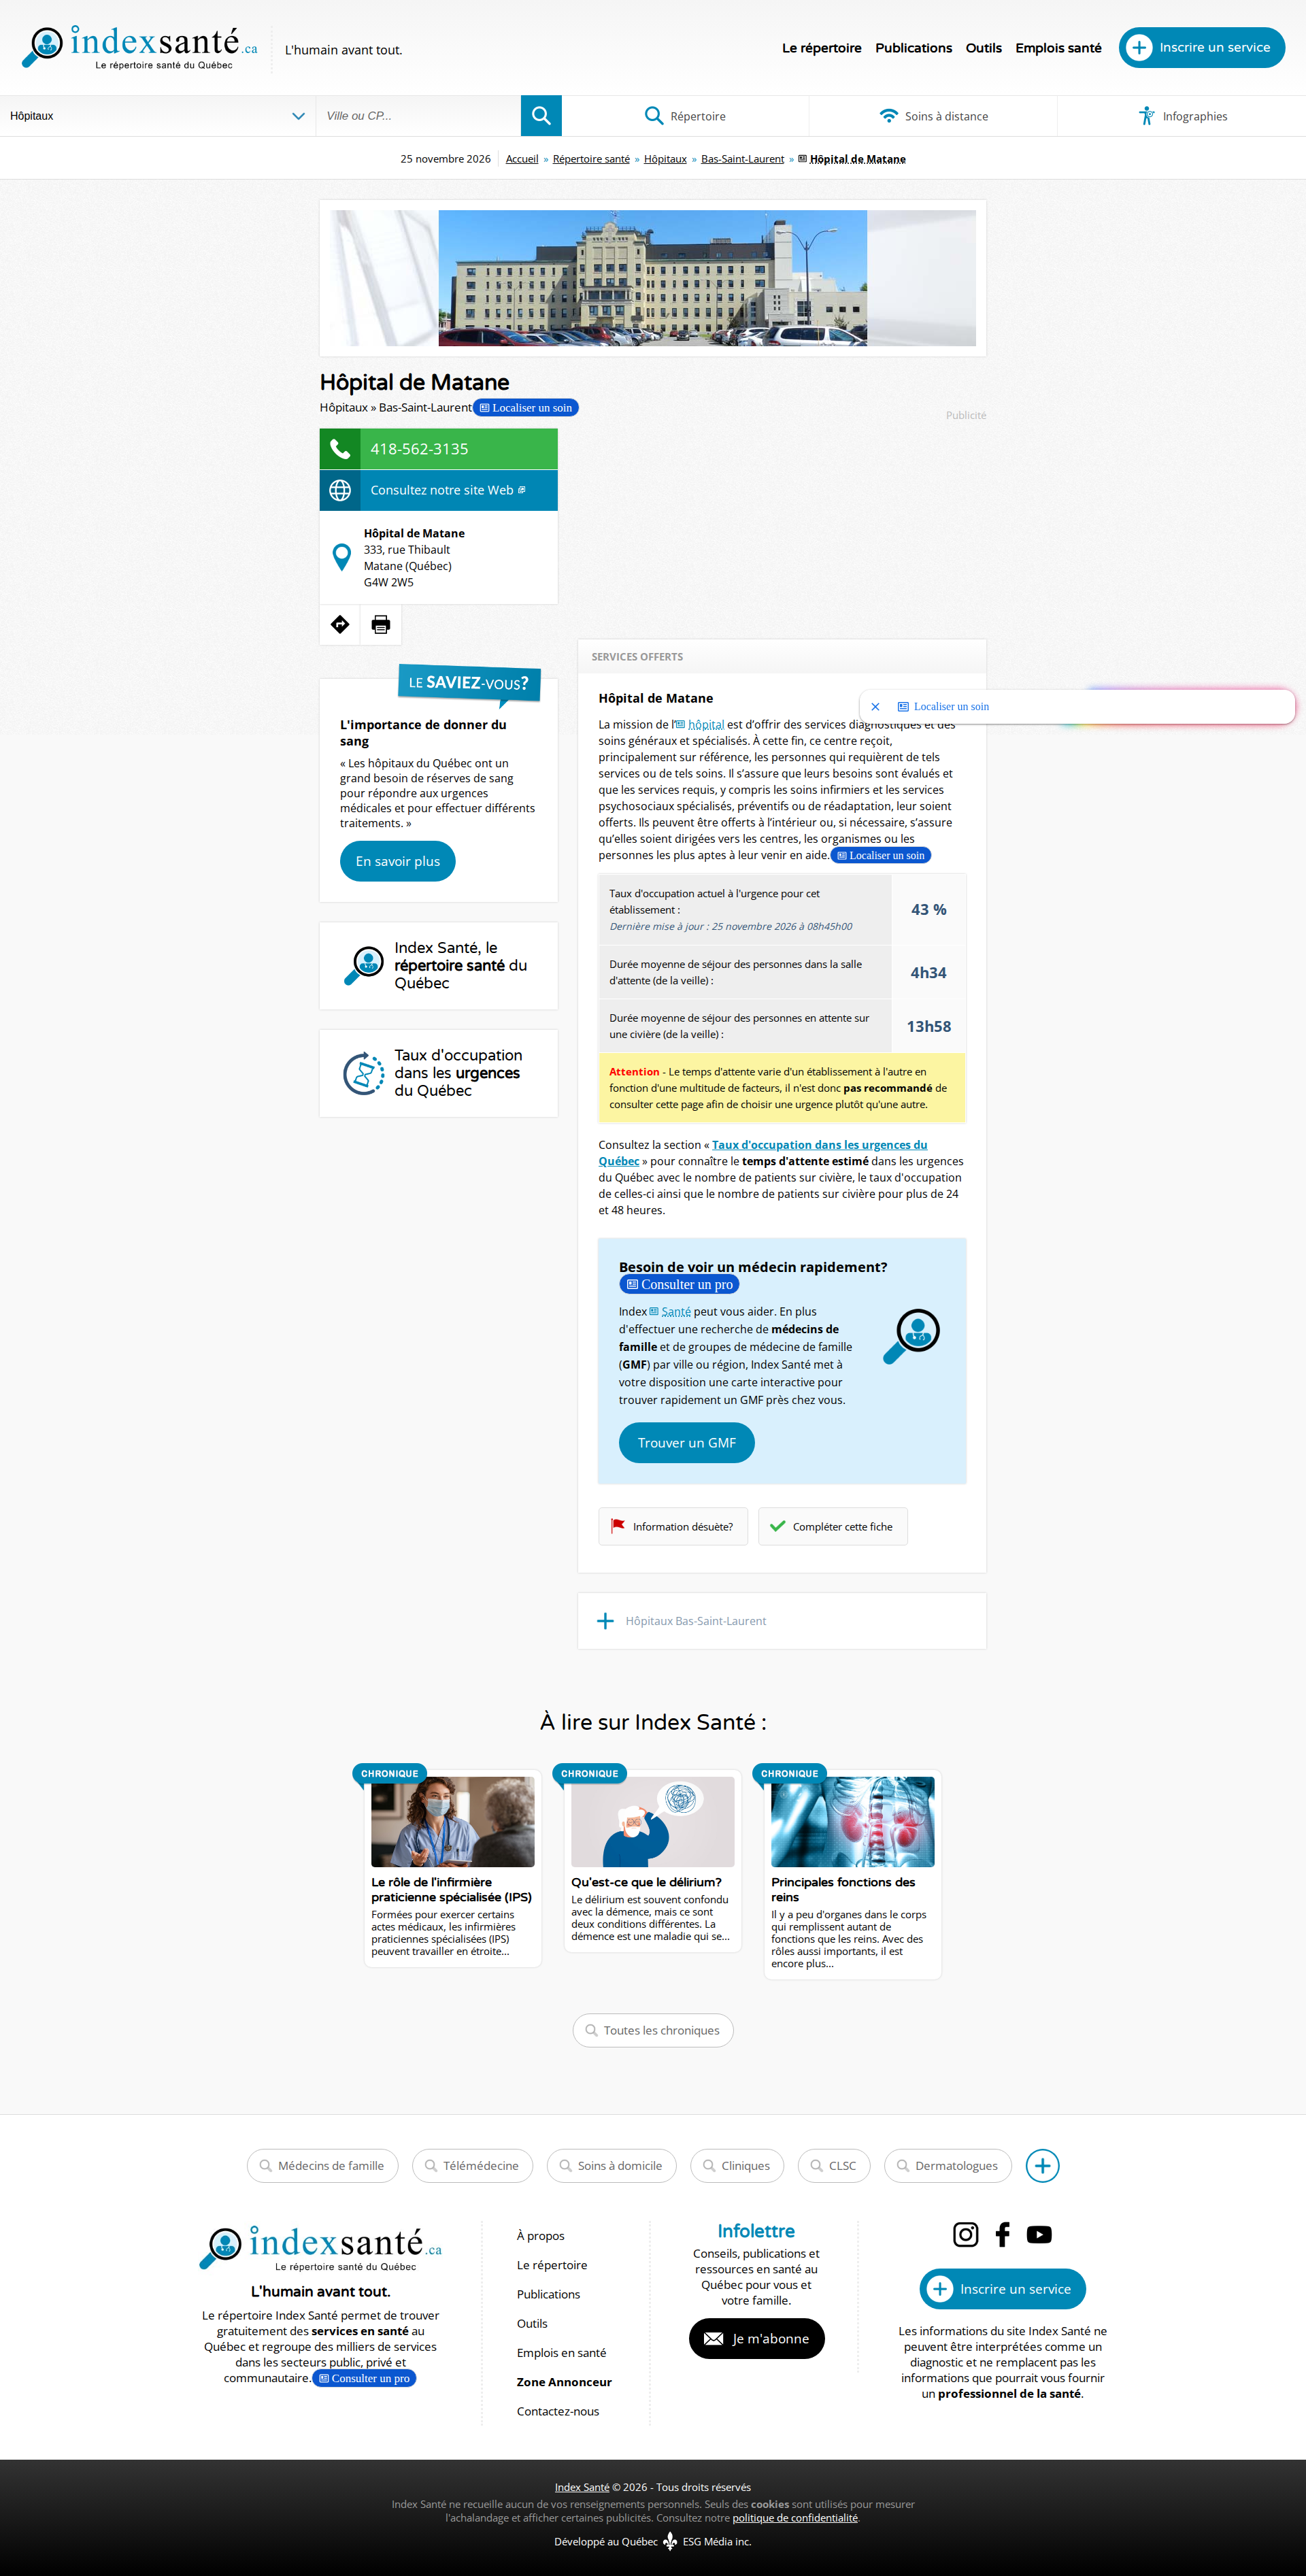 indexsanté.ca
Le répertoire santé du Québec
L'humain avant tout.
Le répertoire
Publications
Outils
Emplois santé
Inscrire un service
Hôpitaux
Ville ou CP...
Répertoire
Soins à distance
Infographies
25 novembre 2026
Accueil » Répertoire santé » Hôpitaux » Bas-Saint-Laurent » Hôpital de Matane
Hôpital de Matane
Hôpitaux » Bas-Saint-Laurent Localiser un soin
Publicité
418-562-3135
Consultez notre site Web
Hôpital de Matane
333, rue Thibault
Matane (Québec)
G4W 2W5
LE SAVIEZ-VOUS?
L'importance de donner du
sang
« Les hôpitaux du Québec ont un
grand besoin de réserves de sang
pour répondre aux urgences
médicales et pour effectuer différents
traitements. »
En savoir plus
Index Santé, le
répertoire santé du
Québec
Taux d'occupation
dans les urgences
du Québec
SERVICES OFFERTS
Hôpital de Matane
Localiser un soin
La mission de l’ hôpital est d’offrir des services diagnostiques et des
soins généraux et spécialisés. À cette fin, ce centre reçoit,
principalement sur référence, les personnes qui requièrent de tels
services ou de tels soins. Il s’assure que leurs besoins sont évalués et
que les services requis, y compris les soins infirmiers et les services
psychosociaux spécialisés, préventifs ou de réadaptation, leur soient
offerts. Ils peuvent être offerts à l’intérieur ou, si nécessaire, s’assure
qu’elles soient dirigées vers les centres, les organismes ou les
personnes les plus aptes à leur venir en aide. Localiser un soin
Taux d'occupation actuel à l'urgence pour cet
établissement :
Dernière mise à jour : 25 novembre 2026 à 08h45h00
43 %
Durée moyenne de séjour des personnes dans la salle
d'attente (de la veille) :
4h34
Durée moyenne de séjour des personnes en attente sur
une civière (de la veille) :
13h58
Attention - Le temps d'attente varie d'un établissement à l'autre en
fonction d'une multitude de facteurs, il n'est donc pas recommandé de
consulter cette page afin de choisir une urgence plutôt qu'une autre.
Consultez la section « Taux d'occupation dans les urgences du
Québec » pour connaître le temps d'attente estimé dans les urgences
du Québec avec le nombre de patients sur civière, le taux d'occupation
de celles-ci ainsi que le nombre de patients sur civière pour plus de 24
et 48 heures.
Besoin de voir un médecin rapidement?
Consulter un pro
Index Santé peut vous aider. En plus
d'effectuer une recherche de médecins de
famille et de groupes de médecine de famille
(GMF) par ville ou région, Index Santé met à
votre disposition une carte interactive pour
trouver rapidement un GMF près chez vous.
Trouver un GMF
Information désuète?
Compléter cette fiche
Hôpitaux Bas-Saint-Laurent
À lire sur Index Santé :
CHRONIQUE
Le rôle de l'infirmière
praticienne spécialisée (IPS)
Formées pour exercer certains
actes médicaux, les infirmières
praticiennes spécialisées (IPS)
peuvent travailler en étroite...
CHRONIQUE
Qu'est-ce que le délirium?
Le délirium est souvent confondu
avec la démence, mais ce sont
deux conditions différentes. La
démence est une maladie qui se...
CHRONIQUE
Principales fonctions des
reins
Il y a peu d'organes dans le corps
qui remplissent autant de
fonctions que les reins. Avec des
rôles aussi importants, il est
encore plus...
Toutes les chroniques
Médecins de famille
Télémédecine
Soins à domicile
Cliniques
CLSC
Dermatologues
indexsanté.ca
Le répertoire santé du Québec
L'humain avant tout.
Le répertoire Index Santé permet de trouver
gratuitement des services en santé au
Québec et regroupe des milliers de services
dans les secteurs public, privé et
communautaire. Consulter un pro
À propos
Le répertoire
Publications
Outils
Emplois en santé
Zone Annonceur
Contactez-nous
Infolettre
Conseils, publications et
ressources en santé au
Québec pour vous et
votre famille.
Je m'abonne
Inscrire un service
Les informations du site Index Santé ne
peuvent être interprétées comme un
diagnostic et ne remplacent pas les
informations que pourrait vous fournir
un professionnel de la santé.
Index Santé © 2026 - Tous droits réservés
Index Santé ne recueille aucun de vos renseignements personnels. Seuls des cookies sont utilisés pour mesurer
l'achalandage et afficher certaines publicités. Consultez notre politique de confidentialité.
Développé au Québec ESG Média inc.